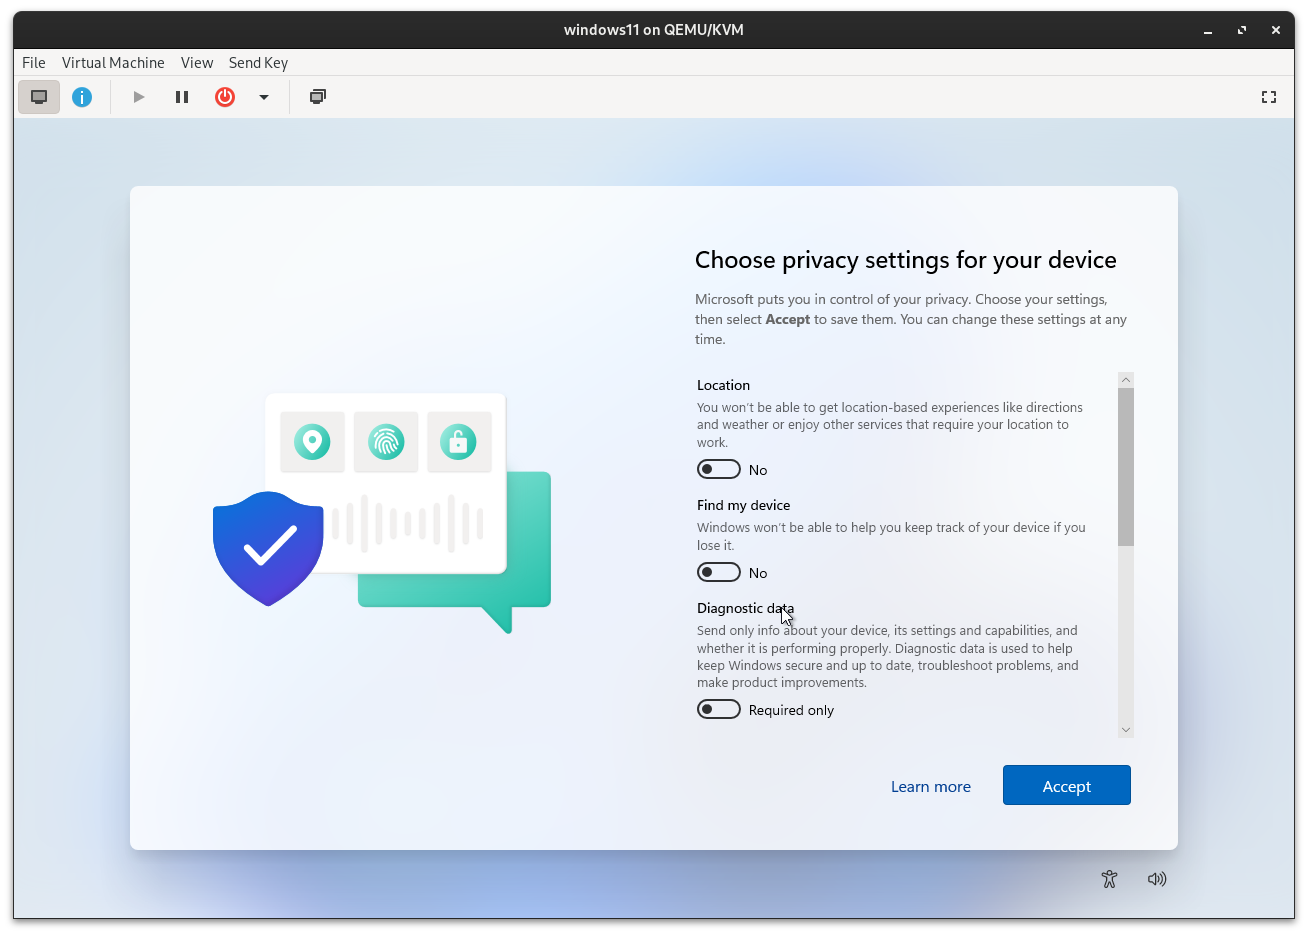 windows11 on QEMU/KVM
File Virtual Machine View Send Key
Choose privacy settings for your device
Microsoft puts you in control of your privacy. Choose your settings,
then select Accept to save them. You can change these settings at any
time.
Location
You won't be able to get location-based experiences like directions
and weather or enjoy other services that require your location to
work.
No
Find my device
Windows won't be able to help you keep track of your device if you
lose it.
No
Diagnostic data
Send only info about your device, its settings and capabilities, and
whether it is performing properly. Diagnostic data is used to help
keep Windows secure and up to date, troubleshoot problems, and
make product improvements.
Required only
Learn more Accept